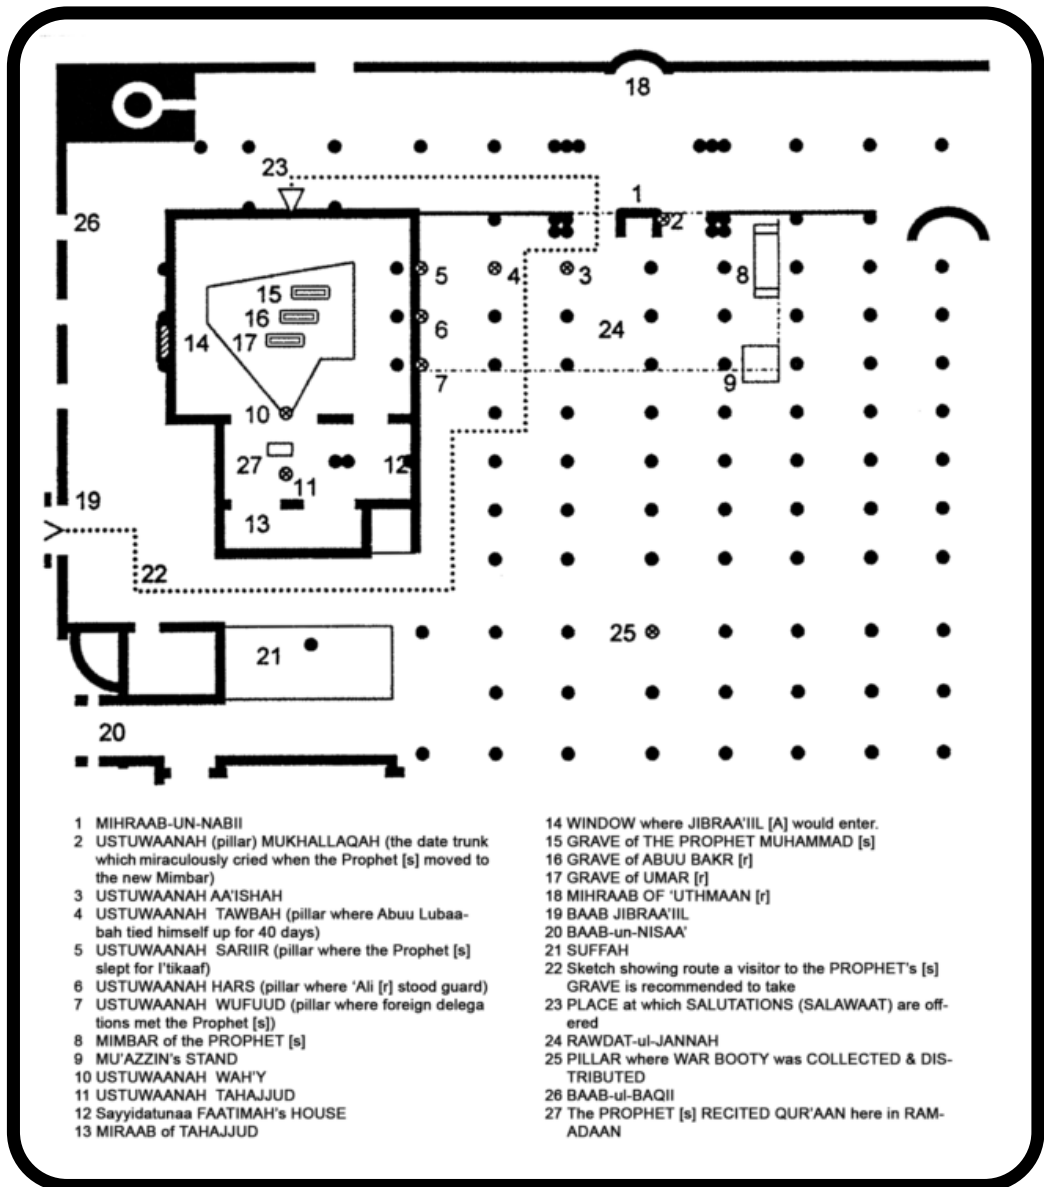 18
23
1
26
2
5
4
3
8
15
16
6
24
14
17
7
9
10
27
12
11
19
13
22
25
21
20
1 MIHRAAB-UN-NABII
2 USTUWAANAH (pillar) MUKHALLAQAH (the date trunk
which miraculously cried when the Prophet [s] moved to
the new Mimbar)
3 USTUWAANAH AA'ISHAH
4 USTUWAANAH TAWBAH (pillar where Abuu Lubaa-
bah tied himself up for 40 days)
5 USTUWAANAH SARIIR (pillar where the Prophet [s]
slept for I'tikaaf)
6 USTUWAANAH HARS (pillar where 'Ali [r] stood guard)
7 USTUWAANAH WUFUUD (pillar where foreign delega
tions met the Prophet [s])
8 MIMBAR of the PROPHET [s]
9 MU'AZZIN's STAND
10 USTUWAANAH WAH'Y
11 USTUWAANAH TAHAJJUD
12 Sayyidatunaa FAATIMAH's HOUSE
13 MIRAAB of TAHAJJUD
14 WINDOW where JIBRAA'IIL [A] would enter.
15 GRAVE of THE PROPHET MUHAMMAD [s]
16 GRAVE of ABUU BAKR [r]
17 GRAVE of UMAR [r]
18 MIHRAAB OF 'UTHMAAN [r]
19 BAAB JIBRAA'IIL
20 BAAB-un-NISAA'
21 SUFFAH
22 Sketch showing route a visitor to the PROPHET's [s]
GRAVE is recommended to take
23 PLACE at which SALUTATIONS (SALAWAAT) are off-
ered
24 RAWDAT-ul-JANNAH
25 PILLAR where WAR BOOTY was COLLECTED & DIS-
TRIBUTED
26 BAAB-ul-BAQII
27 The PROPHET [s] RECITED QUR'AAN here in RAM-
ADAAN